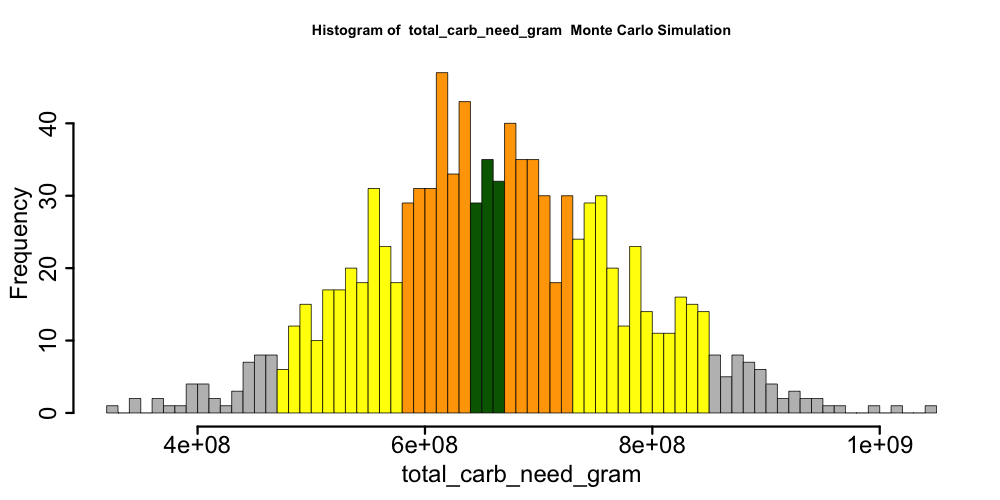 Histogram of total_carb_need_gram Monte Carlo Simulation
Frequency
40
30
20
10
0
4e+08 6e+08 8e+08 1e+09
total_carb_need_gram